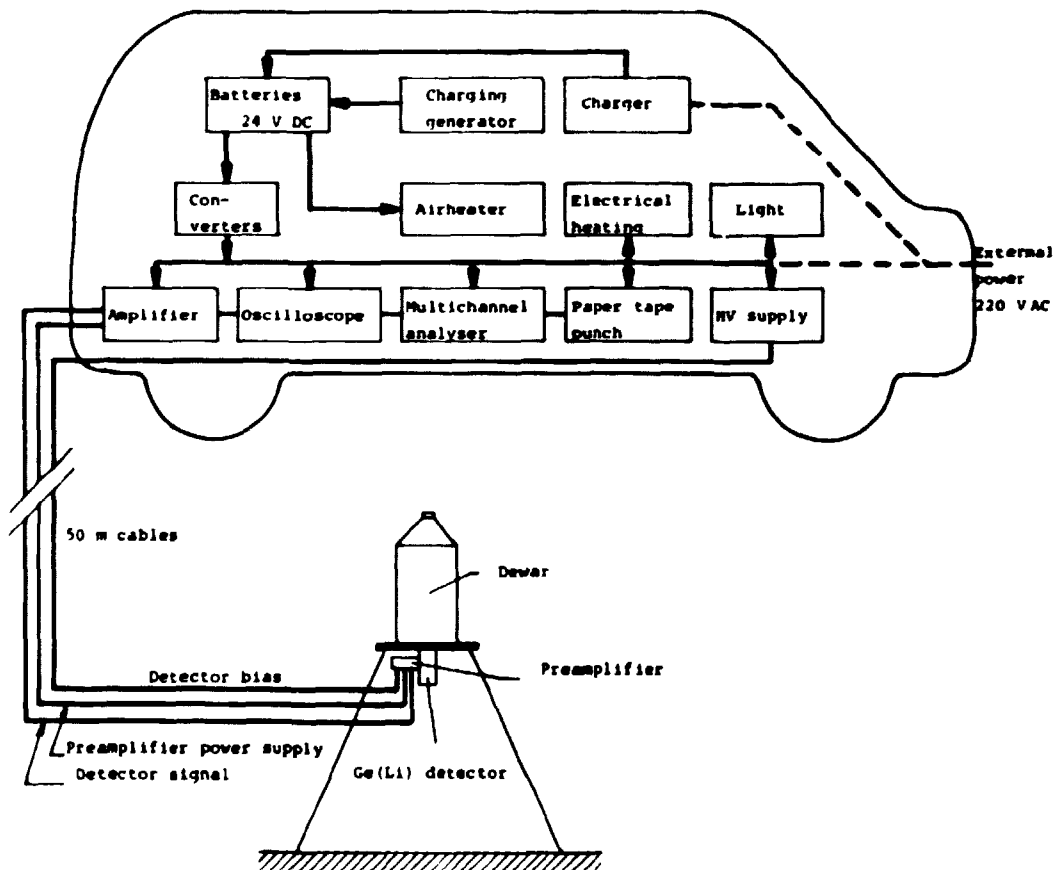 Batteries
24 V DC
Charging
generator
Charger
Con-
verters
Airheater
Electrical
heating
Light
External
power
220 V AC
Amplifier
Oscilloscope
Multichannel
analyser
Paper tape
punch
HV supply
50 m cables
Dewar
Preamplifier
Detector bias
Preamplifier power supply
Detector signal
Ge(Li) detector